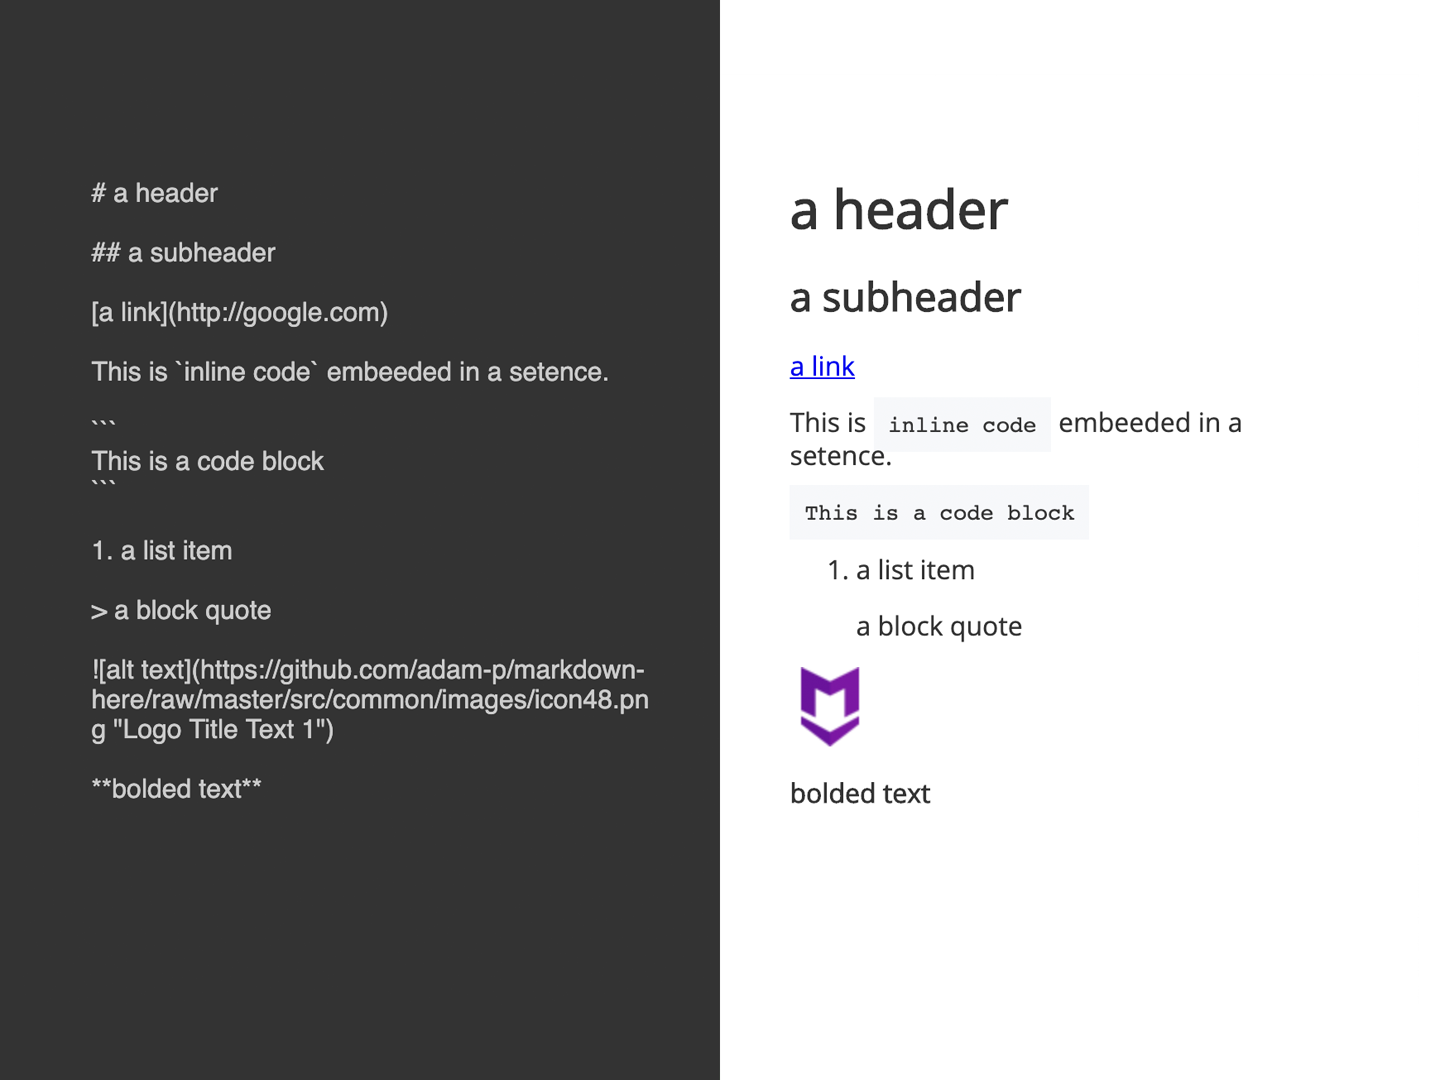 # a header
## a subheader
[a link](http://google.com)
This is `inline code` embeeded in a setence.
```
This is a code block
```
1. a list item
> a block quote
![alt text](https://github.com/adam-p/markdown-
here/raw/master/src/common/images/icon48.pn
g "Logo Title Text 1")
**bolded text**
a header
a subheader
a link
This is inline code embeeded in a
setence.
This is a code block
1. a list item
a block quote
bolded text